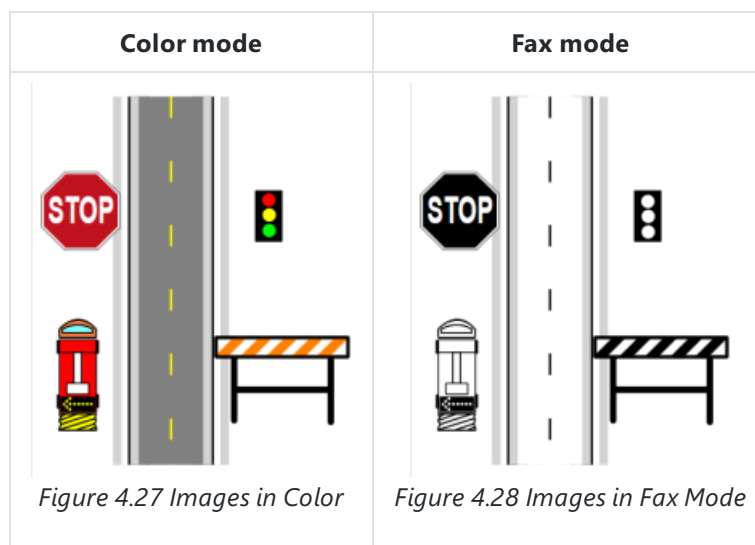 Color mode
Fax mode
STOP
STOP
Figure 4.27 Images in Color
Figure 4.28 Images in Fax Mode